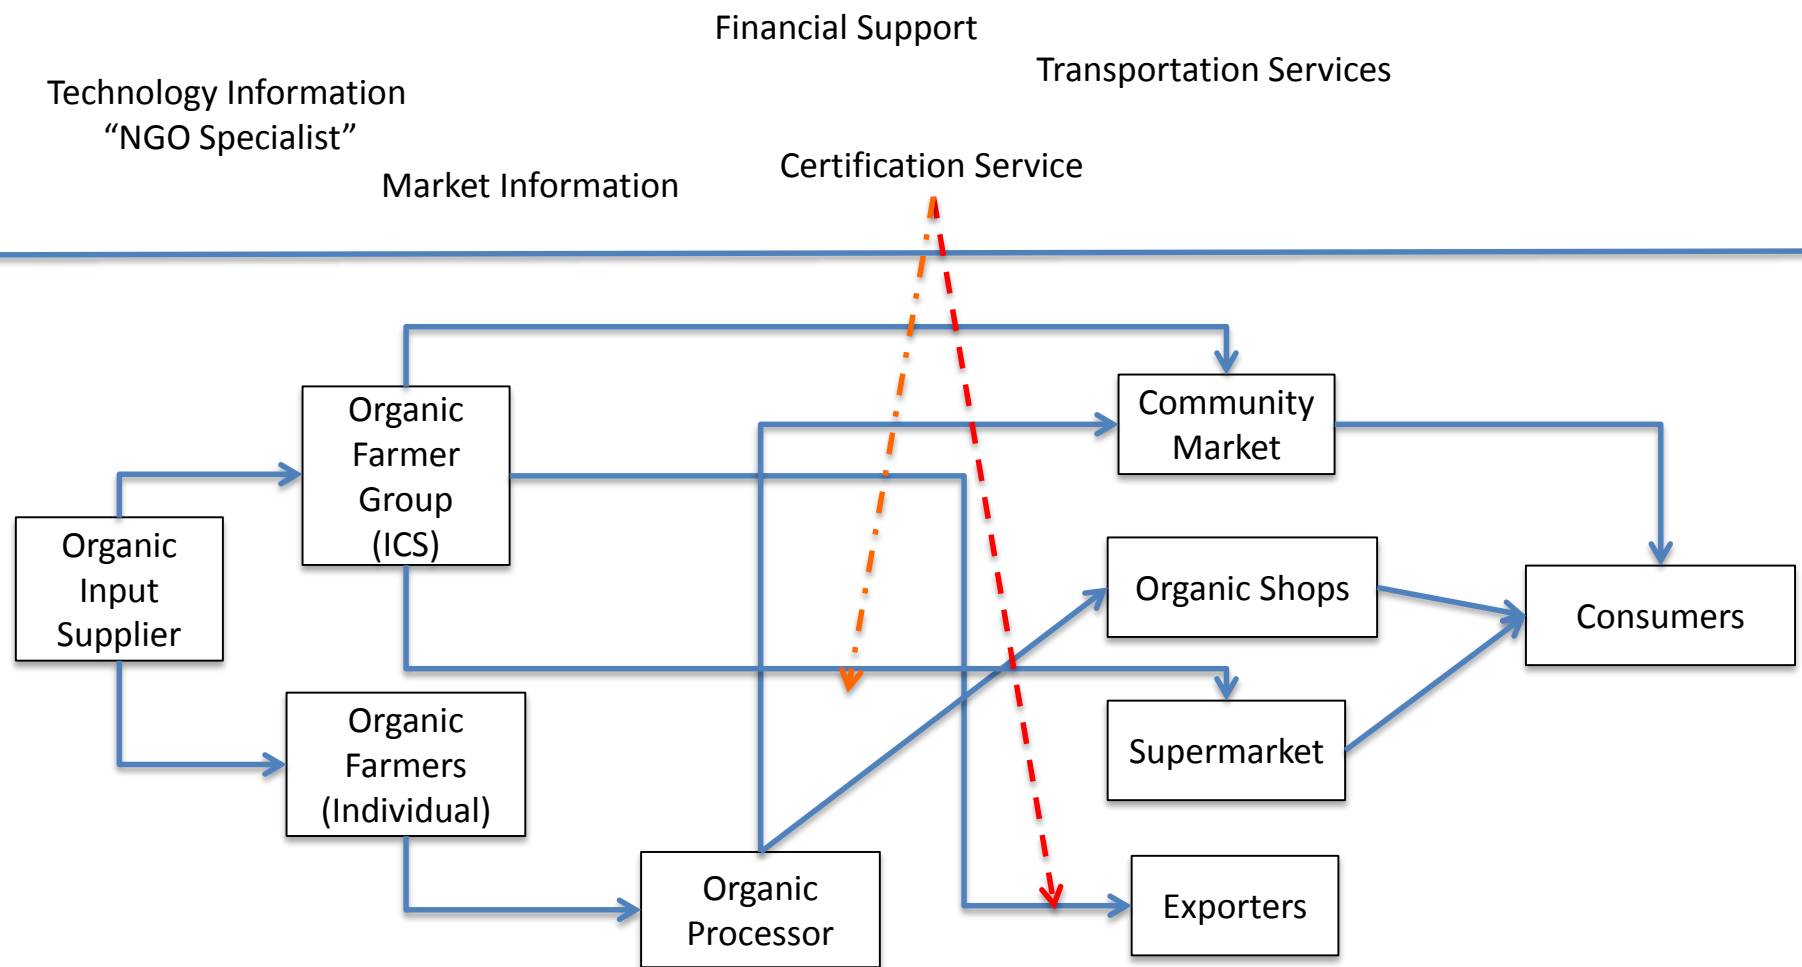 Financial Support
Transportation Services
Technology Information
“NGO Specialist”
Certification Service
Market Information
Organic
Farmer
Group
(ICS)
Community
Market
Organic
Input
Supplier
Organic Shops
Consumers
Organic
Farmers
(Individual)
Supermarket
Organic
Processor
Exporters